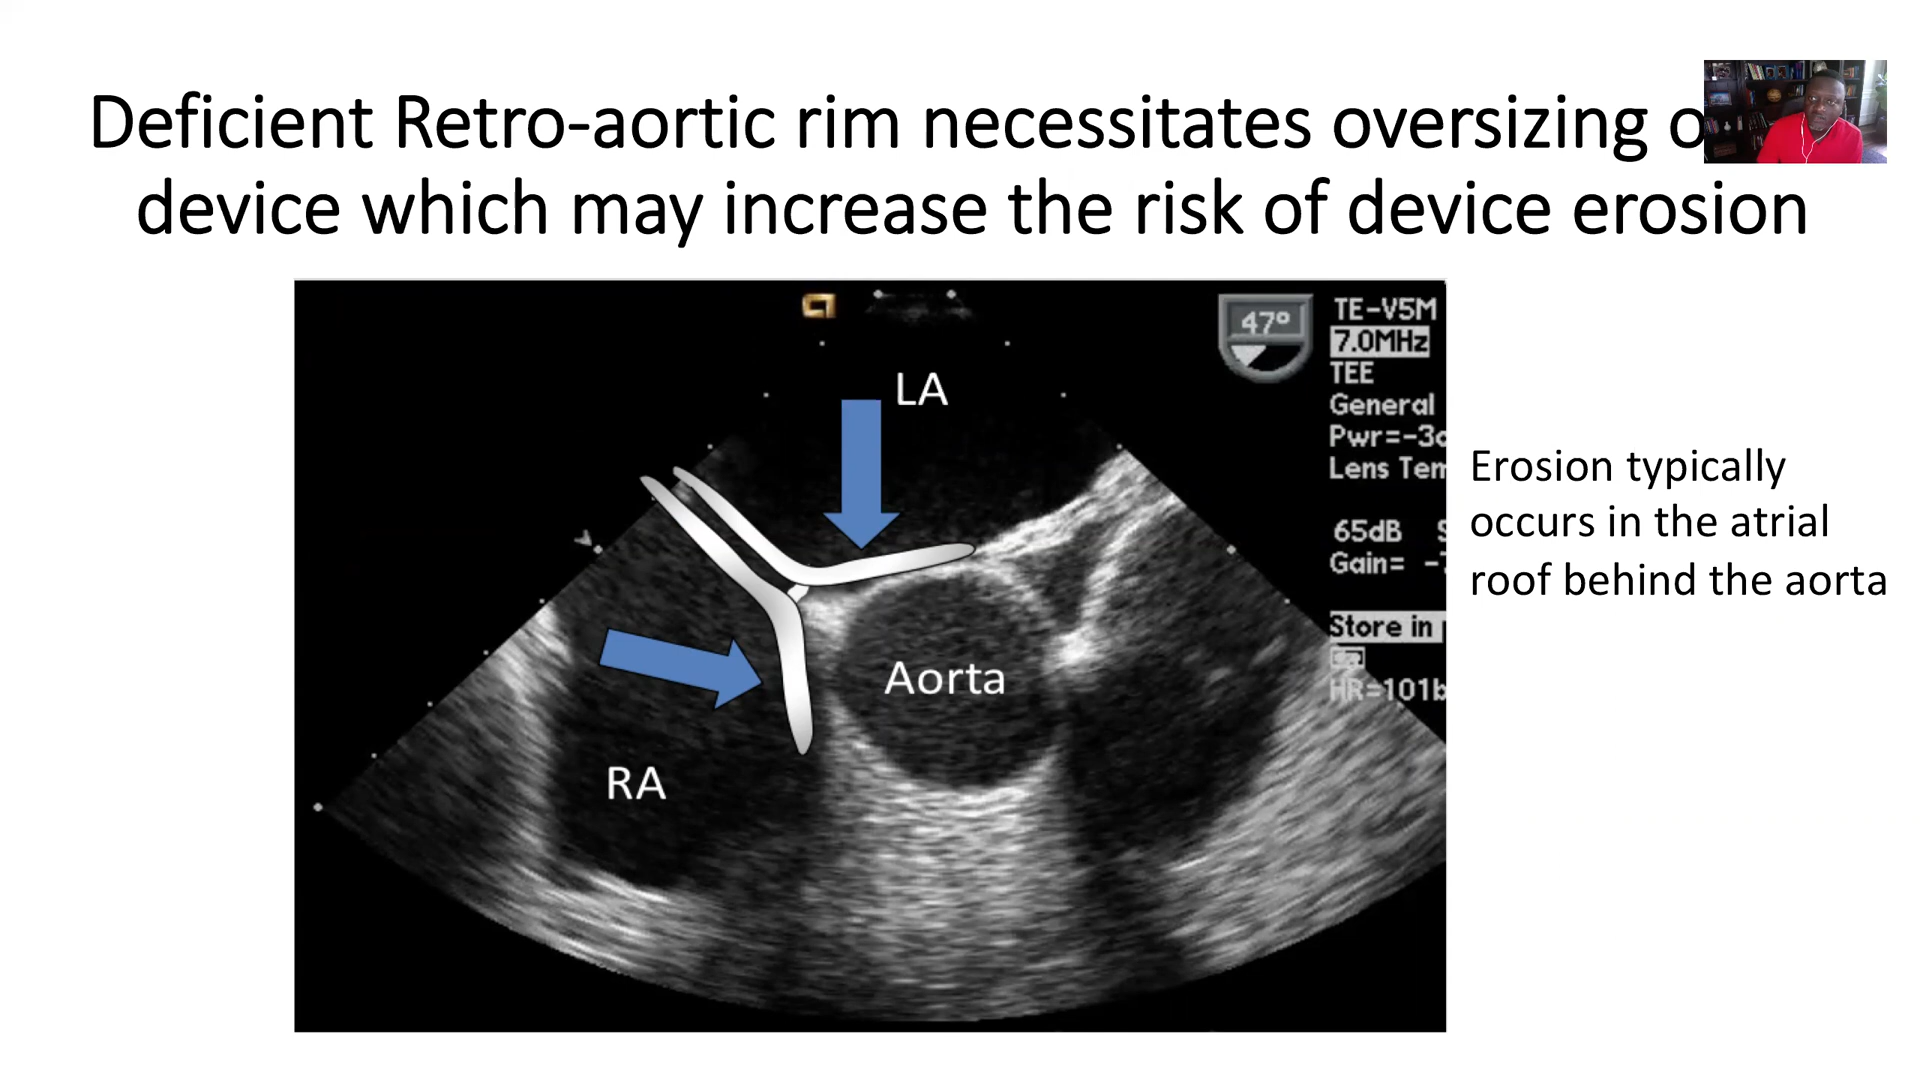 Deficient Retro-aortic rim necessitates oversizing
device which may increase the risk of device erosion
47°
TE-V5M
7.0MHz
TEE
General
Pwr=-3
Lens Tem
65dB S
Gain= -
Store in
HR=101b
LA
Aorta
RA
Erosion typically
occurs in the atrial
roof behind the aorta